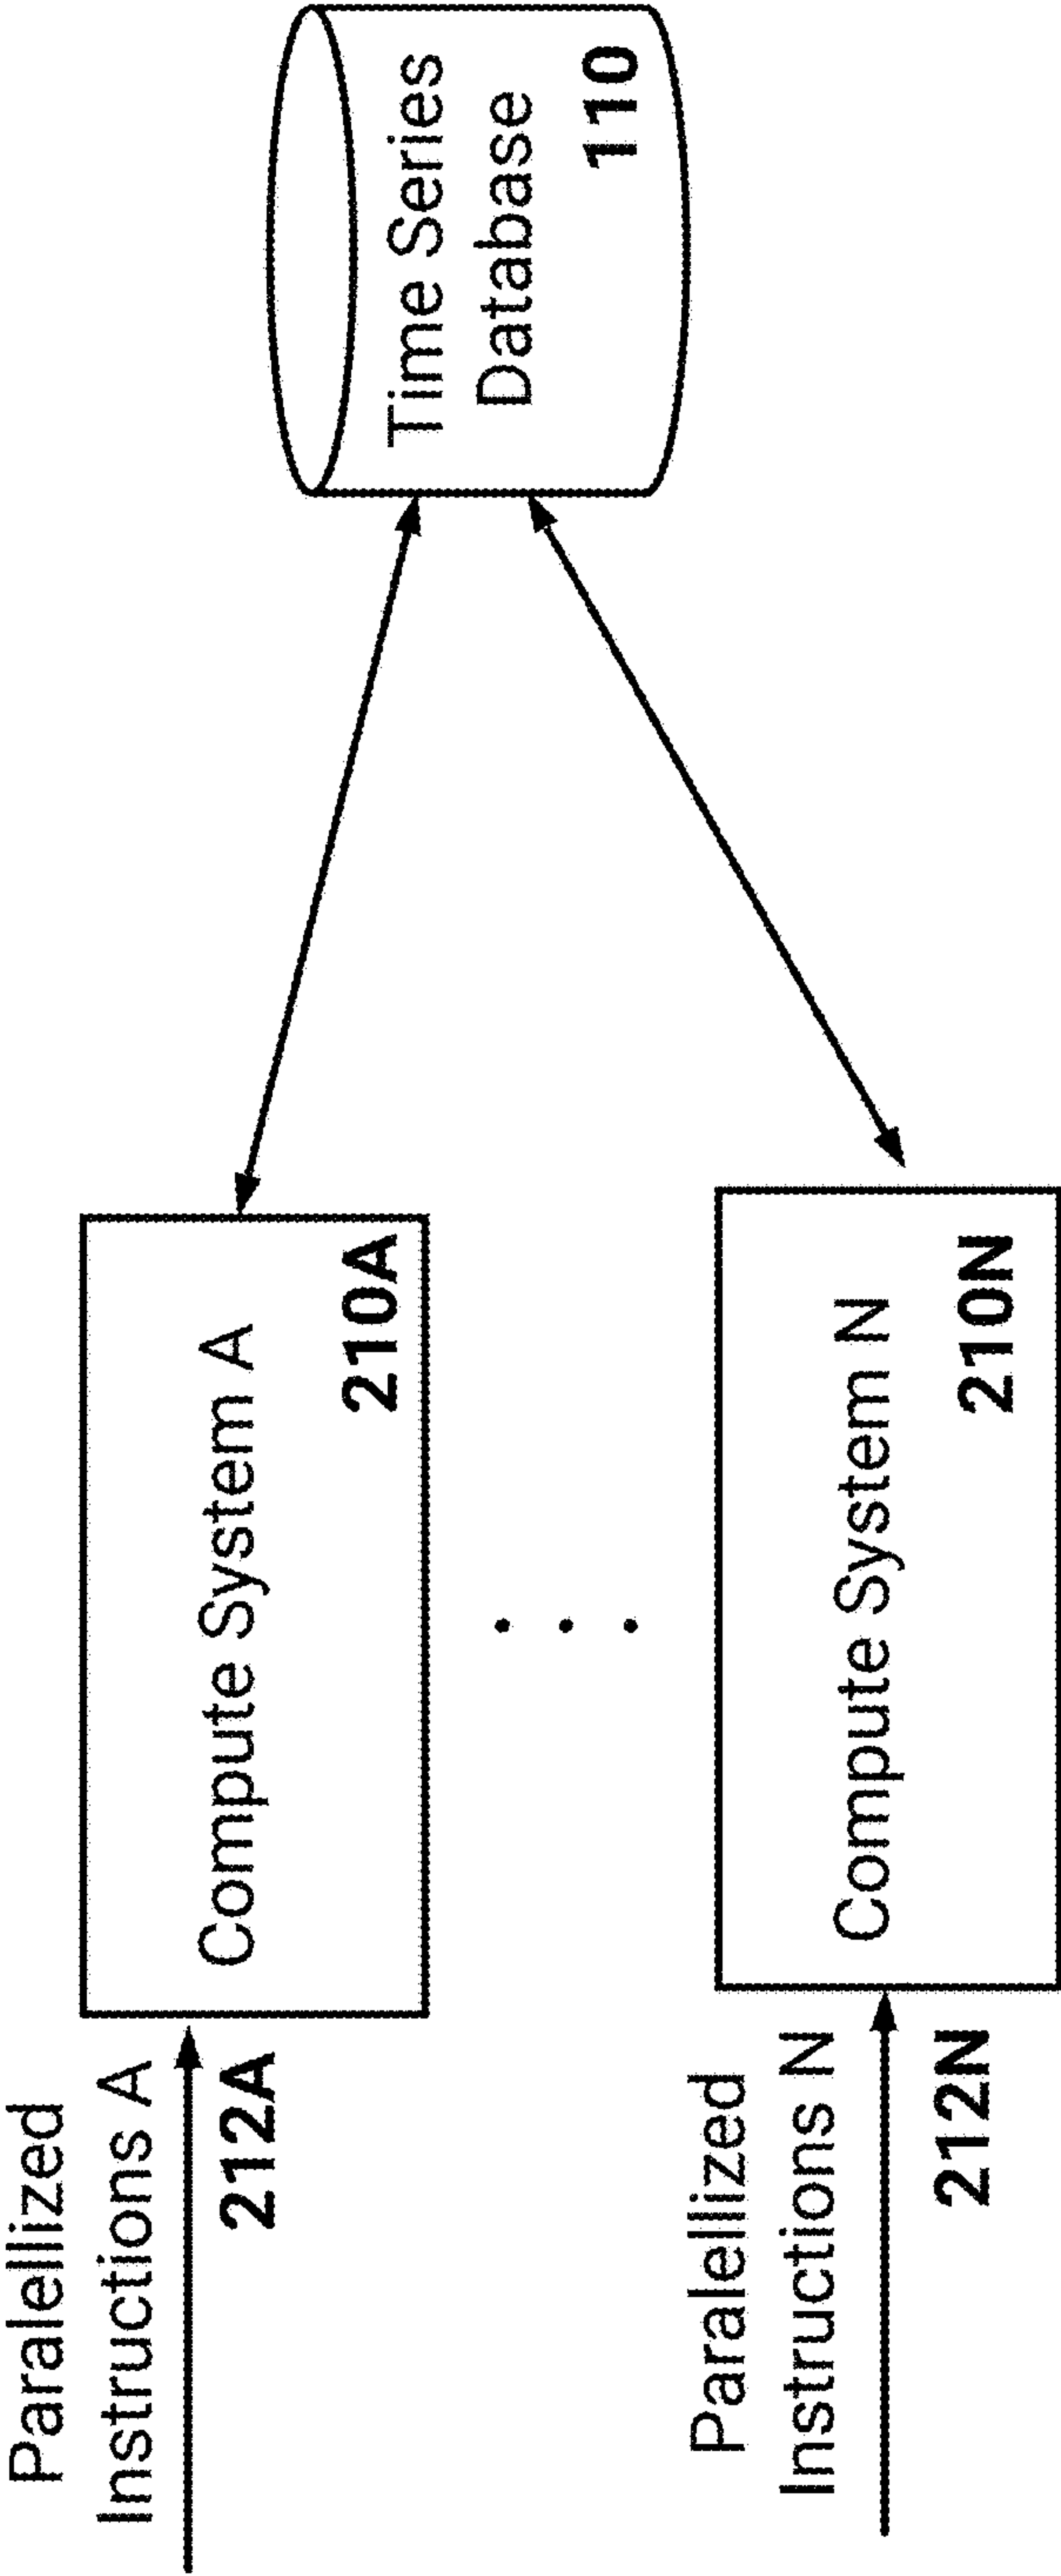 Paralellized
Instructions A
212A
Compute System A
210A
Time Series
Database
110
Paralellized
Instructions N
212N
Compute System N
210N